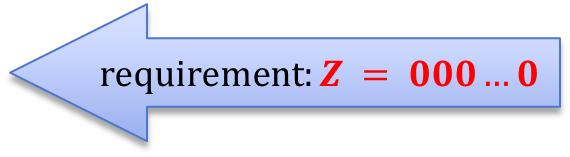 requirement: Z = 000 … 0